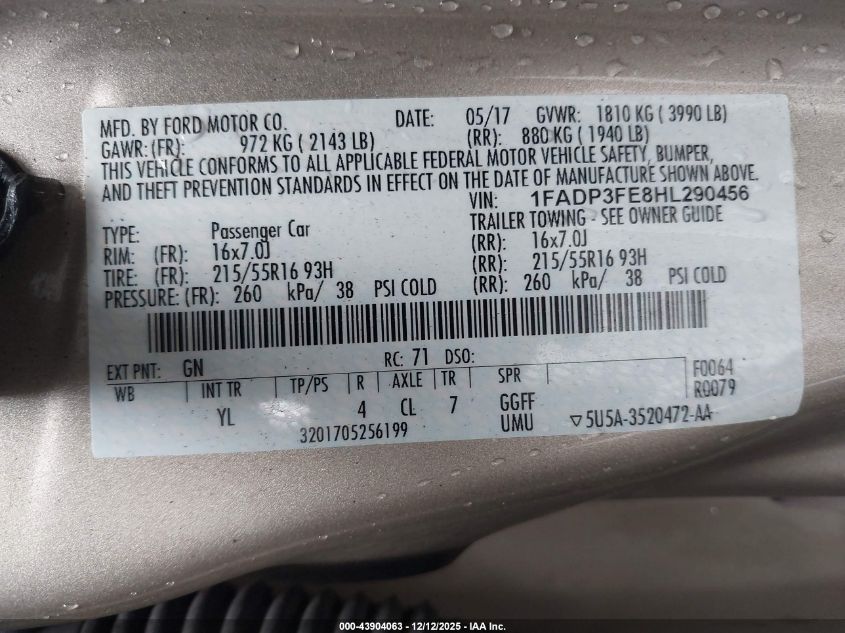 MFD. BY FORD MOTOR CO. DATE: 05/17 GVWR: 1810 KG ( 3990 LB)
GAWR: (FR): 972 KG ( 2143 LB) (RR): 880 KG ( 1940 LB)
THIS VEHICLE CONFORMS TO ALL APPLICABLE FEDERAL MOTOR VEHICLE SAFETY, BUMPER,
AND THEFT PREVENTION STANDARDS IN EFFECT ON THE DATE OF MANUFACTURE SHOWN ABOVE.
VIN: 1FADP3FE8HL290456
TYPE: Passenger Car TRAILER TOWING - SEE OWNER GUIDE
RIM: (FR): 16x7.0J (RR): 16x7.0J
TIRE: (FR): 215/55R16 93H (RR): 215/55R16 93H
PRESSURE: (FR): 260 kPa/ 38 PSI COLD (RR): 260 kPa/ 38 PSI COLD
EXT PNT: GN RC: 71 DSO: F0064
WB INT TR TP/PS R AXLE TR SPR R0079
YL 4 CL 7 GGFF
3201705256199 UMU ▽5U5A-3520472-AA
000-43904063 - 12/12/2025 - IAA Inc.